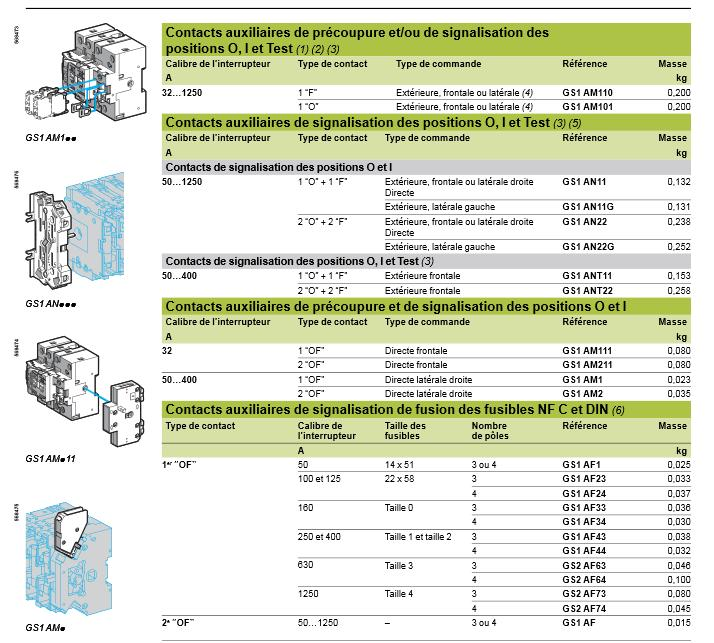 Contacts auxiliaires de précoupure et/ou de signalisation des
positions O, I et Test (1) (2) (3)
Calibre de l'interrupteur Type de contact Type de commande Référence Masse
A kg
32…1250 1 "F" Extérieure, frontale ou latérale (4) GS1 AM110 0,200
1 "O" Extérieure, frontale ou latérale (4) GS1 AM101 0,201
Contacts auxiliaires de signalisation des positions O, I et Test (3) (5)
Calibre de l'interrupteur Type de contact Type de commande Référence Masse
A kg
Contacts de signalisation des positions O et I
50…1250 1 "O" + 1 "F" Extérieure, frontale ou latérale droite GS1 AN11 0,132
Directe
Extérieure, latérale gauche GS1 AN11G 0,131
2 "O" + 2 "F" Extérieure, frontale ou latérale droite GS1 AN22 0,238
Directe
Extérieure, latérale gauche GS1 AN22G 0,252
Contacts de signalisation des positions O, I et Test (3)
50…400 1 "O" + 1 "F" Extérieure frontale GS1 ANT11 0,153
2 "O" + 2 "F" Extérieure frontale GS1 ANT22 0,258
Contacts auxiliaires de précoupure et de signalisation des positions O et I
Calibre de l'interrupteur Type de contact Type de commande Référence Masse
A kg
32 1 "OF" Directe frontale GS1 AM111 0,080
2 "OF" Directe frontale GS1 AM211 0,080
50…400 1 "OF" Directe latérale droite GS1 AM1 0,023
2 "OF" Directe latérale droite GS1 AM2 0,035
Contacts auxiliaires de signalisation de fusion des fusibles NF C et DIN (6)
Type de contact Calibre de Taille des Nombre Référence Masse
l'interrupteur fusibles de pôles
A kg
1er "OF" 50 14 x 51 3 ou 4 GS1 AF1 0,025
100 et 125 22 x 58 3 GS1 AF23 0,033
4 GS1 AF24 0,037
160 Taille 0 3 GS1 AF33 0,036
4 GS1 AF34 0,030
250 et 400 Taille 1 et taille 2 3 GS1 AF43 0,038
4 GS1 AF44 0,032
630 Taille 3 3 GS2 AF63 0,046
4 GS2 AF64 0,100
1250 Taille 4 3 GS2 AF73 0,080
4 GS2 AF74 0,045
2e "OF" 50…1250 – 3 ou 4 GS1 AF 0,015
GS1 AM1●●
GS1 AN●●●
GS1 AM●11
GS1 AM●